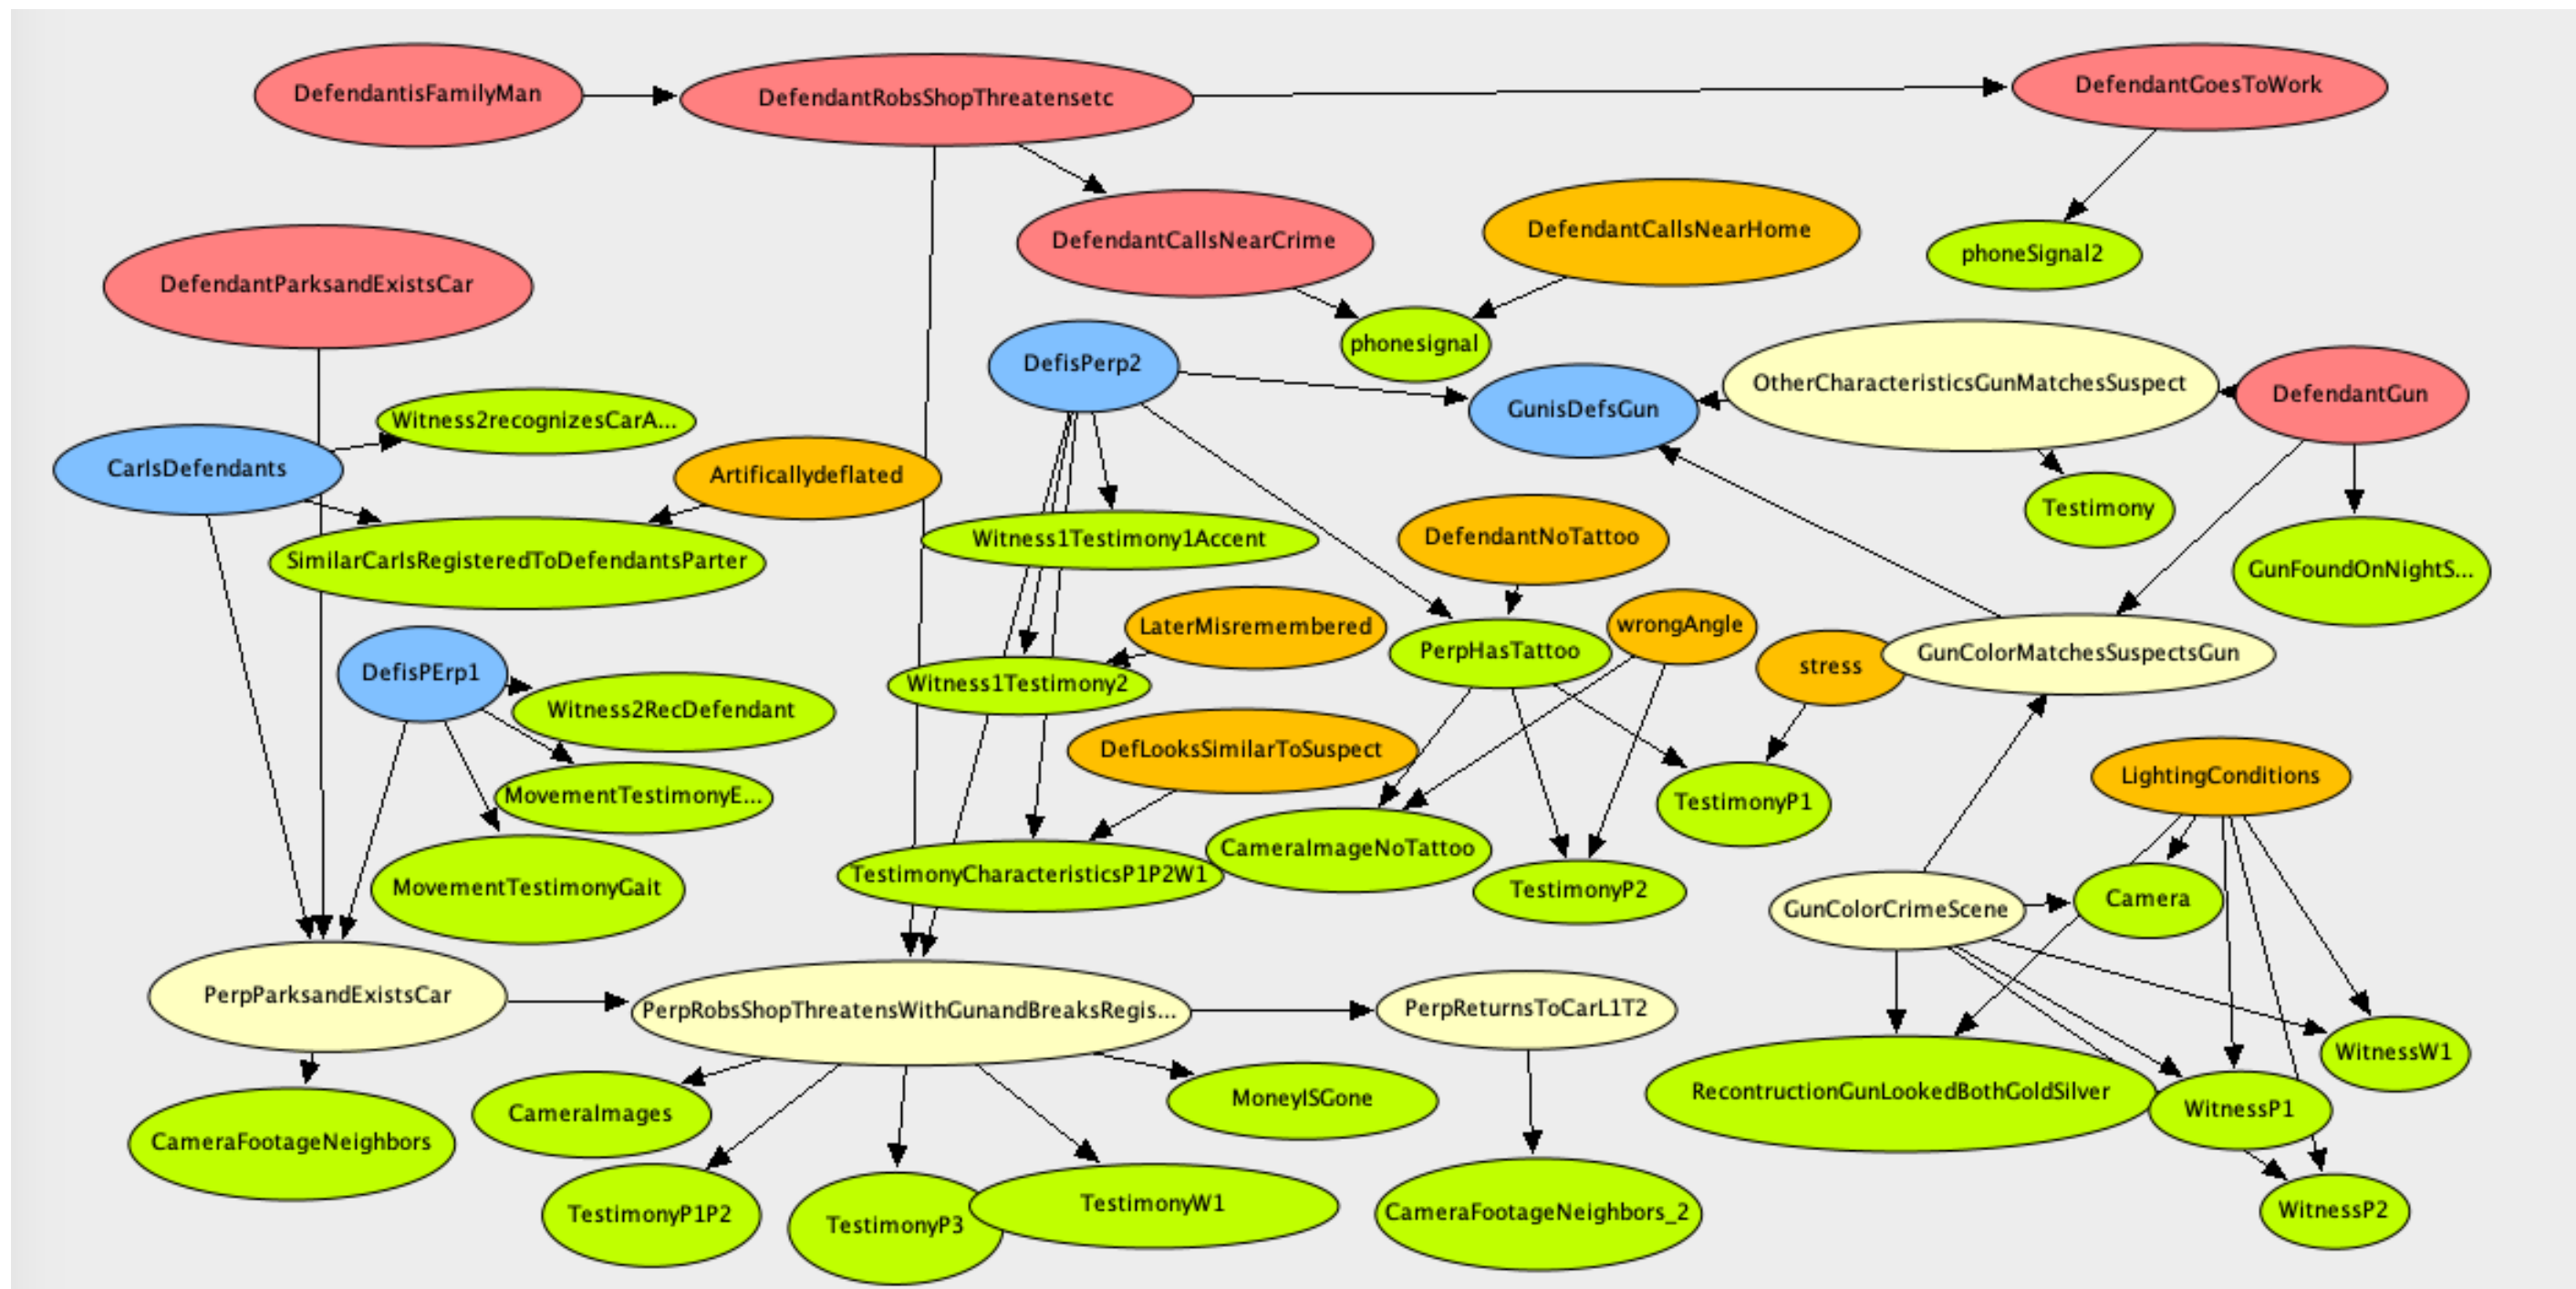 DefendantisFamilyMan
DefendantRobsShopThreatensetc
DefendantGoesToWork
DefendantCallsNearCrime
DefendantCallsNearHome
phoneSignal2
DefendantParksandExistsCar
phonesignal
DefisPerp2
GunisDefsGun
OtherCharacteristicsGunMatchesSuspect
DefendantGun
Witness2recognizesCarA...
CarIsDefendants
Artificallydeflated
Testimony
Witness1Testimony1Accent
DefendantNoTattoo
SimilarCarIsRegisteredToDefendantsParter
GunFoundOnNightS...
LaterMisremembered
wrongAngle
PerpHasTattoo
stress
GunColorMatchesSuspectsGun
DefisPErp1
Witness1Testimony2
Witness2RecDefendant
DefLooksSimilarToSuspect
LightingConditions
MovementTestimonyE...
TestimonyP1
CameraImageNoTattoo
TestimonyCharacteristicsP1P2W1
MovementTestimonyGait
TestimonyP2
GunColorCrimeScene
Camera
PerpParksandExistsCar
PerpRobsShopThreatensWithGunandBreaksRegis...
PerpReturnsToCarL1T2
WitnessW1
RecontructionGunLookedBothGoldSilver
WitnessP1
CameraImages
MoneyISGone
CameraFootageNeighbors
TestimonyP1P2
TestimonyP3
TestimonyW1
CameraFootageNeighbors_2
WitnessP2